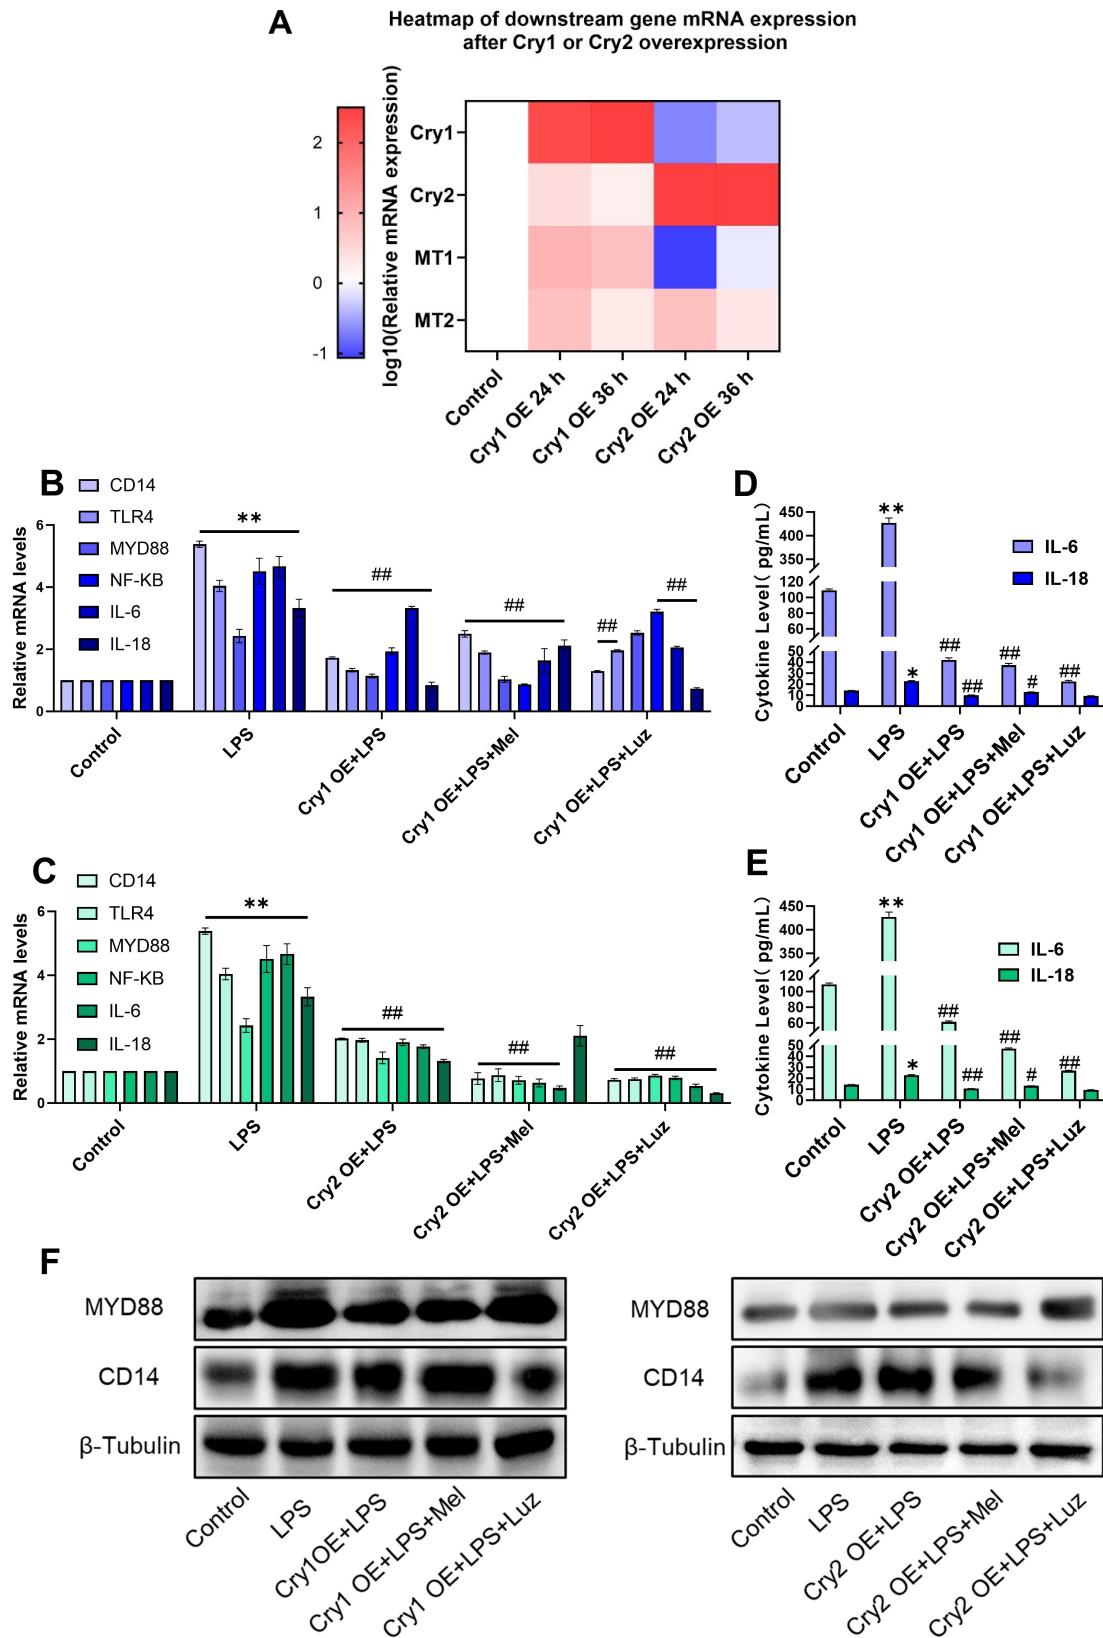 A
Heatmap of downstream gene mRNA expression
after Cry1 or Cry2 overexpression
log10(Relative mRNA expression)
2
1
0
-1
Cry1
Cry2
MT1
MT2
Control
Cry1 OE 24 h
Cry1 OE 36 h
Cry2 OE 24 h
Cry2 OE 36 h
B
CD14
TLR4
MYD88
NF-KB
IL-6
IL-18
Relative mRNA levels
6
4
2
0
**
##
##
##
##
Control
LPS
Cry1 OE+LPS
Cry1 OE+LPS+Mel
Cry1 OE+LPS+Luz
D
Cytokine Level( pg/mL)
450
400
350
120
100
80
60
50
40
30
20
10
0
**
*
##
##
##
#
##
IL-6
IL-18
Control
LPS
Cry1 OE+LPS
Cry1 OE+LPS+Mel
Cry1 OE+LPS+Luz
C
CD14
TLR4
MYD88
NF-KB
IL-6
IL-18
Relative mRNA levels
6
4
2
0
**
##
##
##
Control
LPS
Cry2 OE+LPS
Cry2 OE+LPS+Mel
Cry2 OE+LPS+Luz
E
Cytokine Level( pg/mL)
450
400
350
120
100
80
60
50
40
30
20
10
0
**
*
##
##
##
#
##
IL-6
IL-18
Control
LPS
Cry2 OE+LPS
Cry2 OE+LPS+Mel
Cry2 OE+LPS+Luz
F
MYD88
CD14
β-Tubulin
Control
LPS
Cry1OE+LPS
Cry1 OE+LPS+Mel
Cry1 OE+LPS+Luz
MYD88
CD14
β-Tubulin
Control
LPS
Cry2 OE+LPS
Cry2 OE+LPS+Mel
Cry2 OE+LPS+Luz